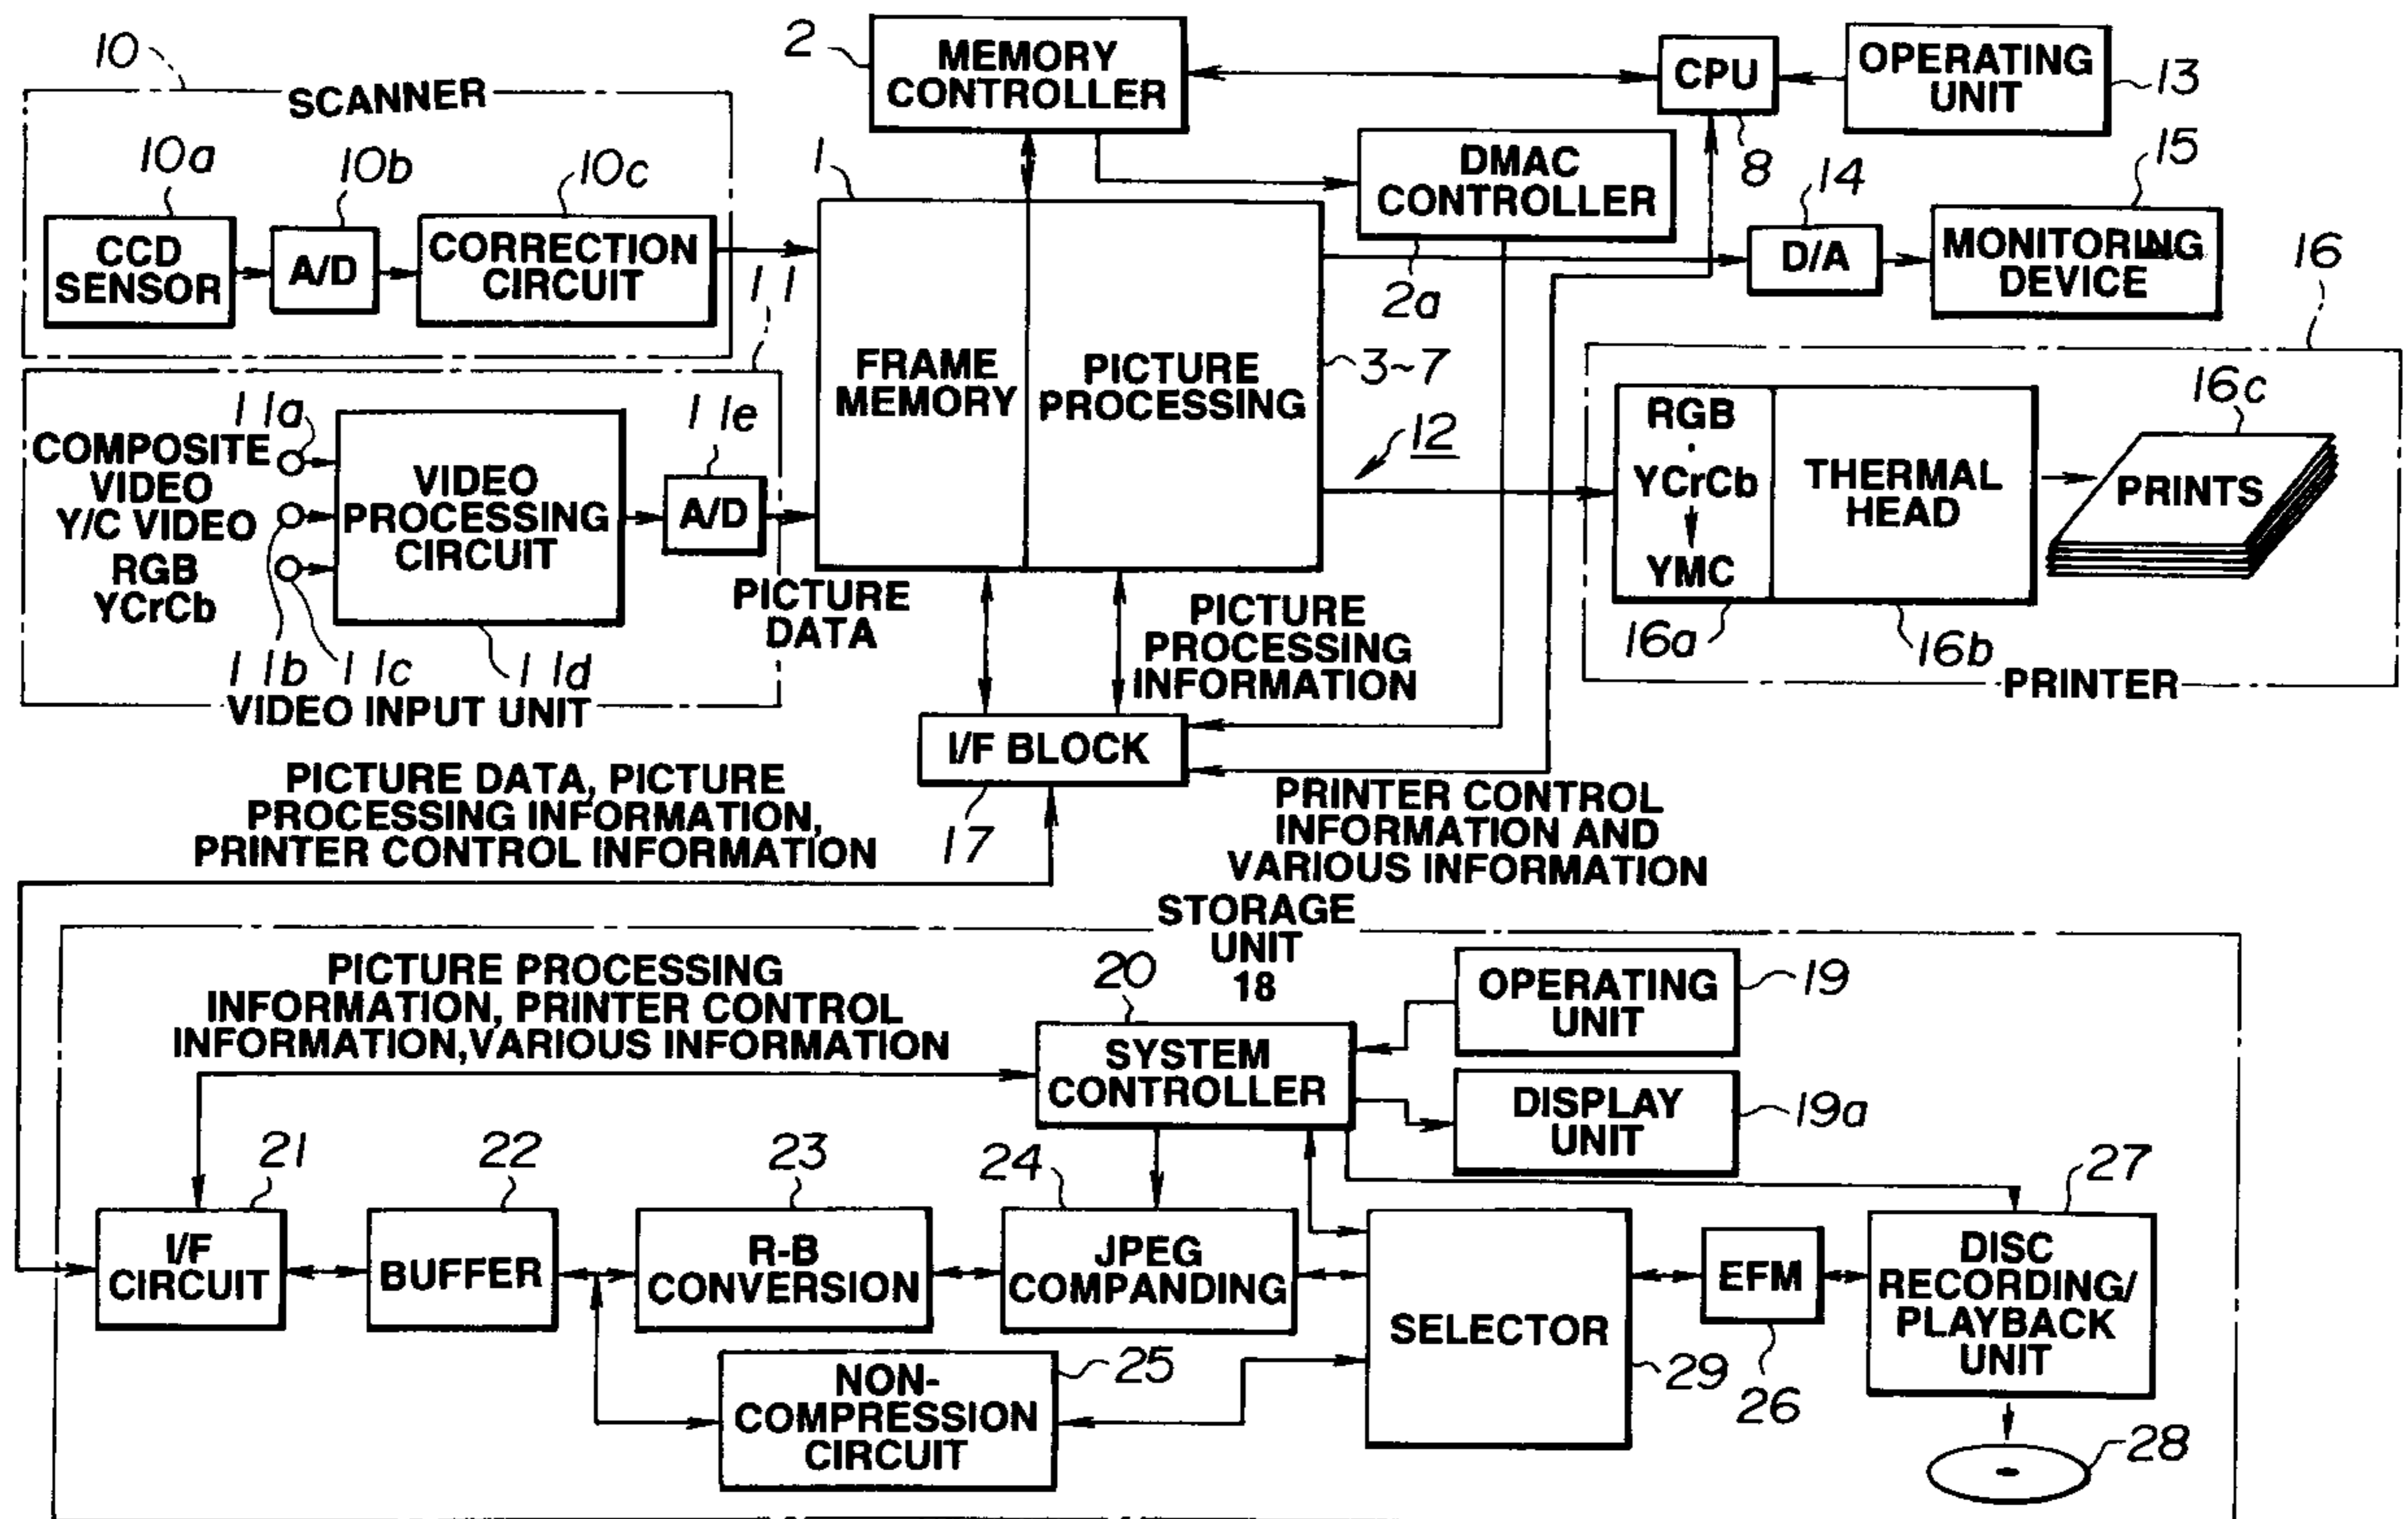 10
SCANNER
10a
10b
10c
CCD
SENSOR
A/D
CORRECTION
CIRCUIT
11
11a
COMPOSITE
VIDEO
Y/C VIDEO
RGB
YCrCb
VIDEO
PROCESSING
CIRCUIT
11e
A/D
11b
11c
11d
VIDEO INPUT UNIT
PICTURE
DATA
2
MEMORY
CONTROLLER
CPU
8
OPERATING
UNIT
13
1
DMAC
CONTROLLER
2a
14
D/A
15
MONITORING
DEVICE
FRAME
MEMORY
PICTURE
PROCESSING
3~7
12
16
RGB
·
YCrCb
YMC
THERMAL
HEAD
16c
PRINTS
16a
16b
PRINTER
PICTURE
PROCESSING
INFORMATION
I/F BLOCK
17
PICTURE DATA, PICTURE
PROCESSING INFORMATION,
PRINTER CONTROL INFORMATION
PRINTER CONTROL
INFORMATION AND
VARIOUS INFORMATION
STORAGE
UNIT
18
PICTURE PROCESSING
INFORMATION, PRINTER CONTROL
INFORMATION,VARIOUS INFORMATION
20
SYSTEM
CONTROLLER
OPERATING
UNIT
19
DISPLAY
UNIT
19a
21
I/F
CIRCUIT
22
BUFFER
23
R-B
CONVERSION
24
JPEG
COMPANDING
NON-
COMPRESSION
CIRCUIT
25
SELECTOR
29
EFM
26
27
DISC
RECORDING/
PLAYBACK
UNIT
28